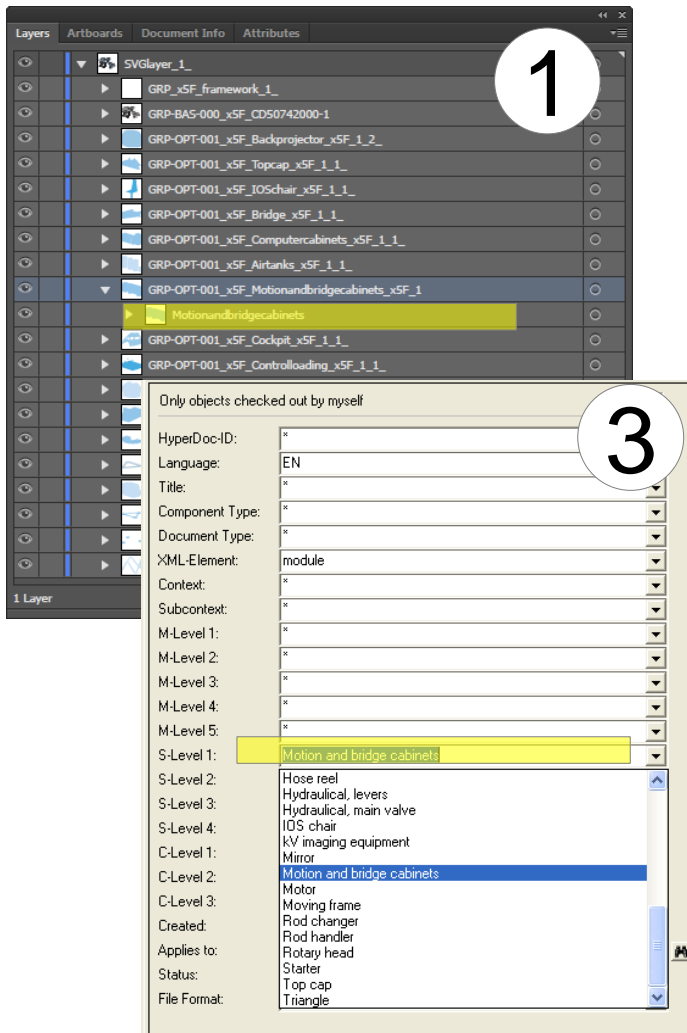 Layers Artboards Document Info Attributes
1
SVGlayer_1_
GRP_x5F_framework_1_
GRP-BAS-000_x5F_CD50742000-1
GRP-OPT-001_x5F_Backprojector_x5F_1_2_
GRP-OPT-001_x5F_Topcap_x5F_1_1_
GRP-OPT-001_x5F_IOSchair_x5F_1_1_
GRP-OPT-001_x5F_Bridge_x5F_1_1_
GRP-OPT-001_x5F_Computercabinets_x5F_1_1_
GRP-OPT-001_x5F_Airtanks_x5F_1_1_
GRP-OPT-001_x5F_Motionandbridgecabinets_x5F_1
Motionandbridgecabinets
GRP-OPT-001_x5F_Cockpit_x5F_1_1_
GRP-OPT-001_x5F_Controlloading_x5F_1_1_
1 Layer
Only objects checked out by myself
3
HyperDoc-ID: *
Language: EN
Title: *
Component Type: *
Document Type: *
XML-Element: module
Context: *
Subcontext: *
M-Level 1: *
M-Level 2: *
M-Level 3: *
M-Level 4: *
M-Level 5: *
S-Level 1: Motion and bridge cabinets
S-Level 2:
S-Level 3:
S-Level 4:
C-Level 1:
C-Level 2:
C-Level 3:
Created:
Applies to:
Status:
File Format:
Hose reel
Hydraulical, levers
Hydraulical, main valve
IOS chair
kV imaging equipment
Mirror
Motion and bridge cabinets
Motor
Moving frame
Rod changer
Rod handler
Rotary head
Starter
Top cap
Triangle